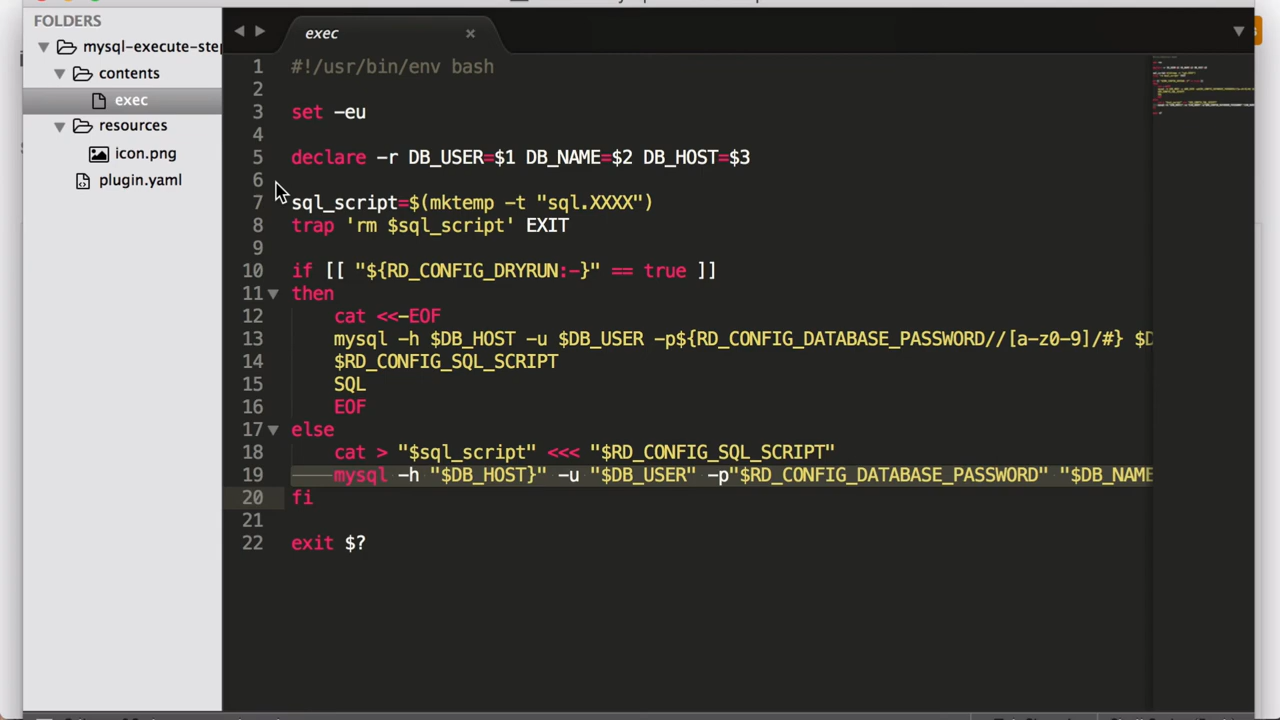 FOLDERS
mysql-execute-step
contents
exec
resources
icon.png
plugin.yaml
exec
1 #!/usr/bin/env bash
2
3 set -eu
4
5 declare -r DB_USER=$1 DB_NAME=$2 DB_HOST=$3
6
7 sql_script=$(mktemp -t "sql.XXXX")
8 trap 'rm $sql_script' EXIT
9
10 if [[ "${RD_CONFIG_DRYRUN:-}" == true ]]
11 then
12 cat <<-EOF
13 mysql -h $DB_HOST -u $DB_USER -p${RD_CONFIG_DATABASE_PASSWORD//[a-z0-9]/#} $D
14 $RD_CONFIG_SQL_SCRIPT
15 SQL
16 EOF
17 else
18 cat > "$sql_script" <<< "$RD_CONFIG_SQL_SCRIPT"
19 mysql -h "$DB_HOST}" -u "$DB_USER" -p"$RD_CONFIG_DATABASE_PASSWORD" "$DB_NAME
20 fi
21
22 exit $?